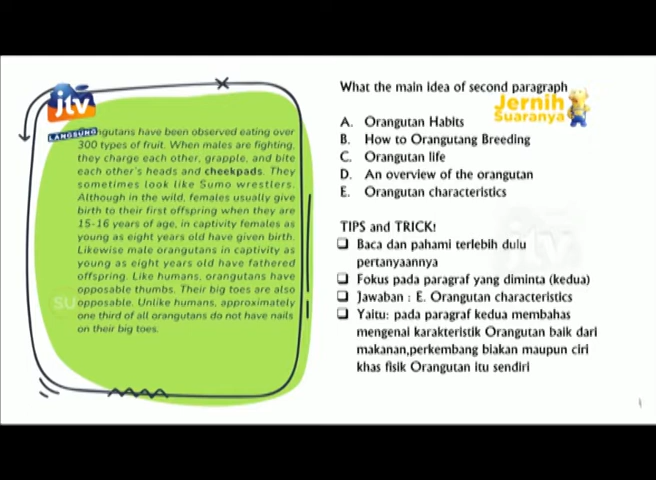 jtv
LANGSUNG
ngutans have been observed eating over
300 types of fruit. When males are fighting,
they charge each other, grapple, and bite
each other's heads and cheekpads. They
sometimes look like Sumo wrestlers.
Although in the wild, females usually give
birth to their first offspring when they are
15-16 years of age, in captivity females as
young as eight years old have given birth.
Likewise male orangutans in captivity as
young as eight years old have fathered
offspring. Like humans, orangutans have
opposable thumbs. Their big toes are also
opposable. Unlike humans, approximately
one third of all orangutans do not have nails
on their big toes.
What the main idea of second paragraph
Jernih
Suaranya
A. Orangutan Habits
B. How to Orangutang Breeding
C. Orangutan life
D. An overview of the orangutan
E. Orangutan characteristics
TIPS and TRICK!
Baca dan pahami terlebih dulu
pertanyaannya
Fokus pada paragraf yang diminta (kedua)
Jawaban : E. Orangutan characteristics
Yaitu: pada paragraf kedua membahas
mengenai karakteristik Orangutan baik dari
makanan,perkembang biakan maupun ciri
khas fisik Orangutan itu sendiri